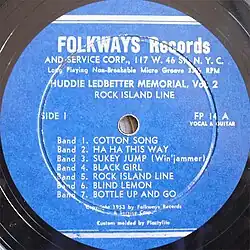 FOLKWAYS Records
AND SERVICE CORP., 117 W. 46 St. N. Y. C.
Long Playing Non-Breakable Micro Groove 33⅓ RPM
HUDDIE LEDBETTER MEMORIAL, Vol. 2
ROCK ISLAND LINE
SIDE 1
FP 14 A
VOCAL & GUITAR
Band 1. COTTON SONG
Band 2. HA HA THIS WAY
Band 3. SUKEY JUMP (Win'jammer)
Band 4. BLACK GIRL
Band 5. ROCK ISLAND LINE
Band 6. BLIND LEMON
Band 7. BOTTLE UP AND GO
Copyright 1953 by Folkways Records
& Service Corp.
Custom molded by Plastylite